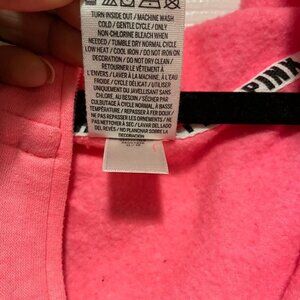 TURN INSIDE OUT / MACHINE WASH
COLD / GENTLE CYCLE / ONLY
NON-CHLORINE BLEACH WHEN
NEEDED / TUMBLE DRY NORMAL CYCLE
LOW HEAT / COOL IRON / DO NOT IRON ON
DECORATION / DO NOT DRY CLEAN /
RETOURNER LE VÊTEMENT À
L'ENVERS / LAVER À LA MACHINE, À L'EAU
FROIDE / CYCLE DÉLICAT / UTILISER
UNIQUEMENT DU JAVELLISANT SANS
CHLORE, AU BESOIN / SÉCHER PAR
CULBUTAGE À CYCLE NORMAL, À BASSE
TEMPÉRATURE / REPASSER À FER DOUX /
NE PAS REPASSER LES ORNEMENTS / NE
PAS NETTOYER À SEC / LAVAR DEL
DEL REVÉS / NO PLANCHAR SOBRE LA
DECORACIÓN
PINK